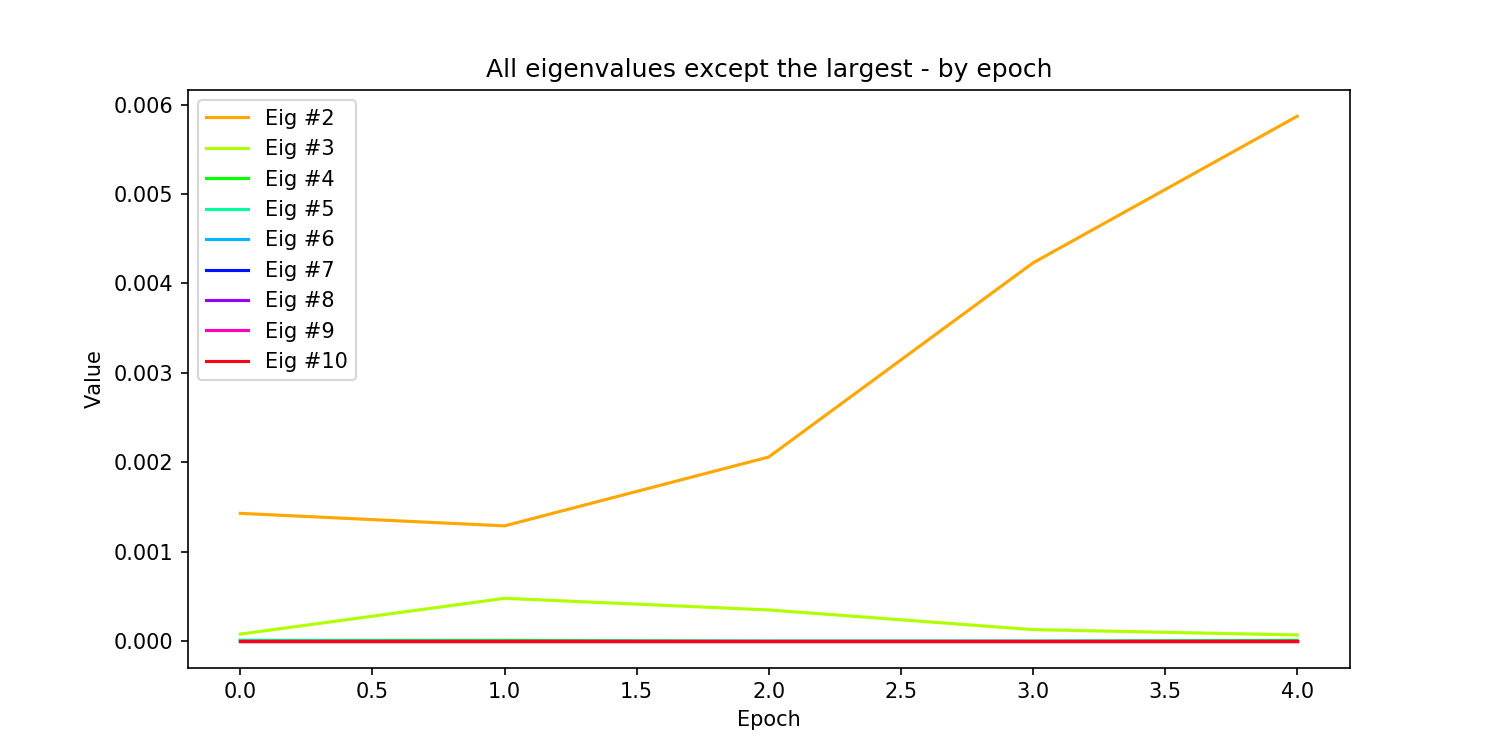 All eigenvalues except the largest - by epoch
0.006
0.005
0.004
0.003
0.002
0.001
0.000
Value
Eig #2
Eig #3
Eig #4
Eig #5
Eig #6
Eig #7
Eig #8
Eig #9
Eig #10
0.0 0.5 1.0 1.5 2.0 2.5 3.0 3.5 4.0
Epoch